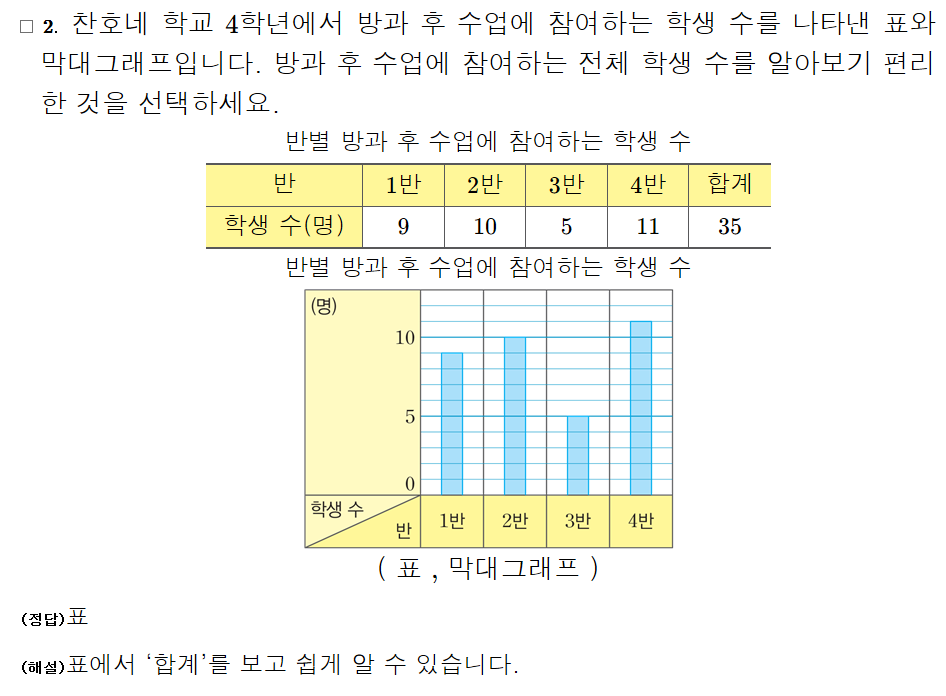 □ 2. 찬호네 학교 4학년에서 방과 후 수업에 참여하는 학생 수를 나타낸 표와
막대그래프입니다. 방과 후 수업에 참여하는 전체 학생 수를 알아보기 편리
한 것을 선택하세요.
반별 방과 후 수업에 참여하는 학생 수
반 1반 2반 3반 4반 합계
학생 수(명) 9 10 5 11 35
반별 방과 후 수업에 참여하는 학생 수
(명)
10
5
0
학생 수
반 1반 2반 3반 4반
( 표 , 막대그래프 )
(정답)표
(해설)표에서 ‘합계’를 보고 쉽게 알 수 있습니다.